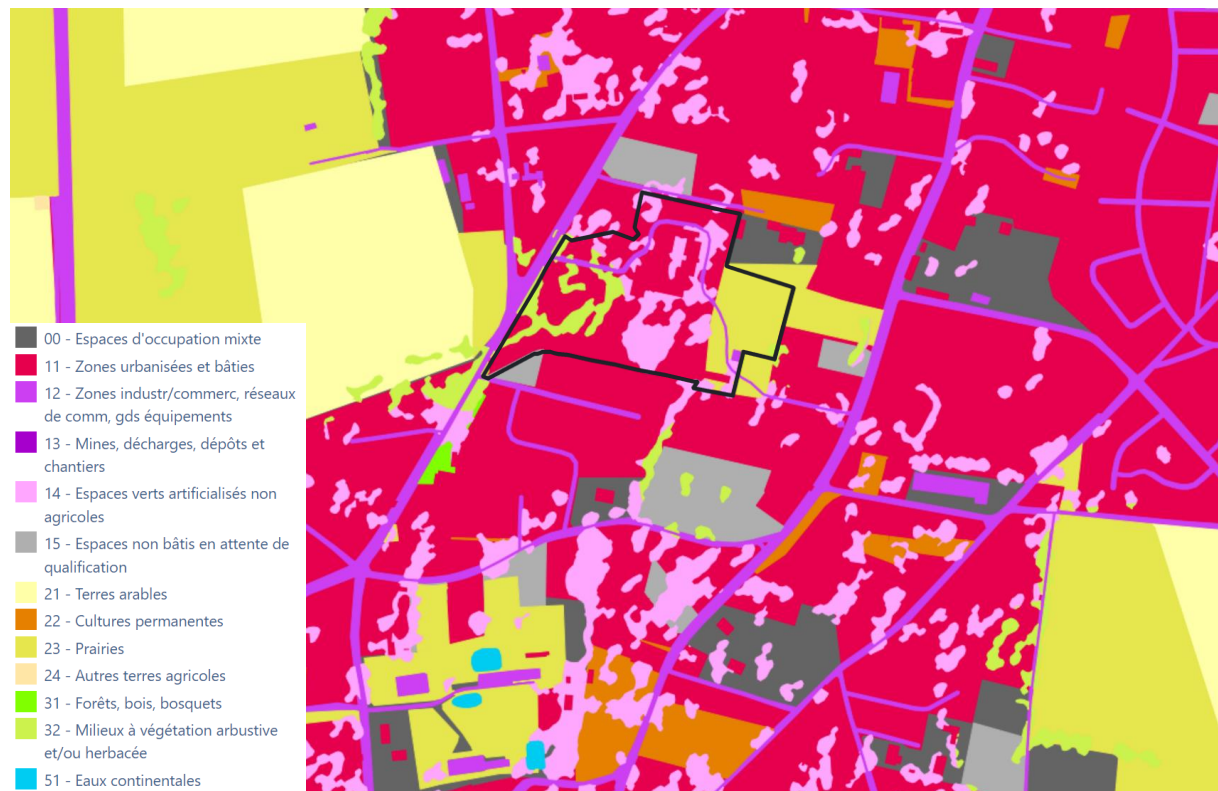 00 - Espaces d'occupation mixte
11 - Zones urbanisées et bâties
12 - Zones industr/commerc, réseaux
de comm, gds équipements
13 - Mines, décharges, dépôts et
chantiers
14 - Espaces verts artificialisés non
agricoles
15 - Espaces non bâtis en attente de
qualification
21 - Terres arables
22 - Cultures permanentes
23 - Prairies
24 - Autres terres agricoles
31 - Forêts, bois, bosquets
32 - Milieux à végétation arbustive
et/ou herbacée
51 - Eaux continentales